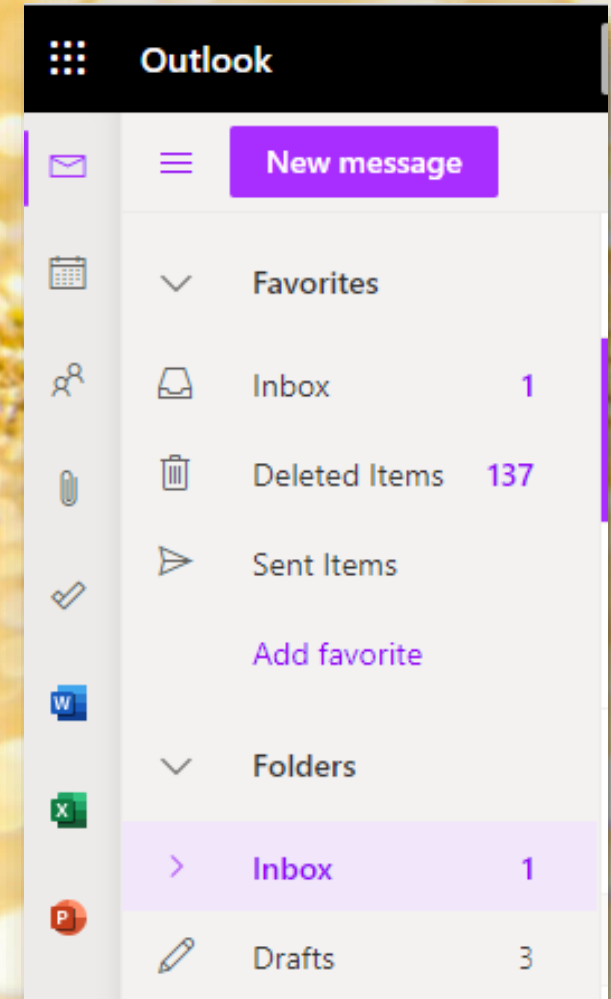 Outlook
New message
Favorites
Inbox 1
Deleted Items 137
Sent Items
Add favorite
Folders
Inbox 1
Drafts 3
W
X
P